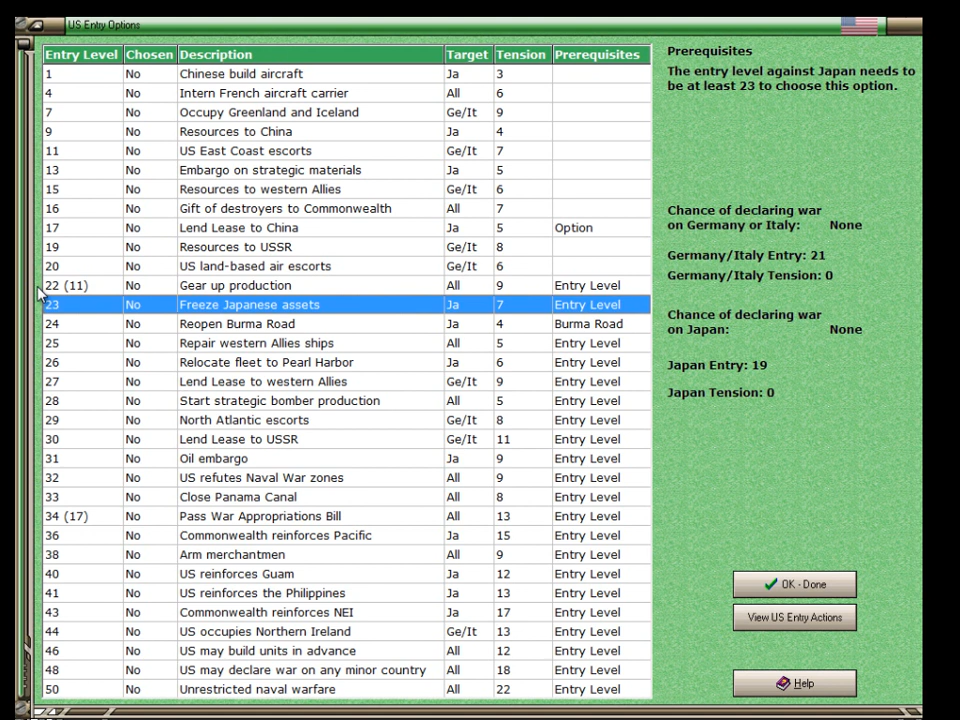 US Entry Options
Entry Level Chosen Description Target Tension Prerequisites
1 No Chinese build aircraft Ja 3
4 No Intern French aircraft carrier All 6
7 No Occupy Greenland and Iceland Ge/It 9
9 No Resources to China Ja 4
11 No US East Coast escorts Ge/It 7
13 No Embargo on strategic materials Ja 5
15 No Resources to western Allies Ge/It 6
16 No Gift of destroyers to Commonwealth All 7
17 No Lend Lease to China Ja 5 Option
19 No Resources to USSR Ge/It 8
20 No US land-based air escorts Ge/It 6
22 (11) No Gear up production All 9 Entry Level
23 No Freeze Japanese assets Ja 7 Entry Level
24 No Reopen Burma Road Ja 4 Burma Road
25 No Repair western Allies ships All 5 Entry Level
26 No Relocate fleet to Pearl Harbor Ja 6 Entry Level
27 No Lend Lease to western Allies Ge/It 9 Entry Level
28 No Start strategic bomber production All 5 Entry Level
29 No North Atlantic escorts Ge/It 8 Entry Level
30 No Lend Lease to USSR Ge/It 11 Entry Level
31 No Oil embargo Ja 9 Entry Level
32 No US refutes Naval War zones All 9 Entry Level
33 No Close Panama Canal All 8 Entry Level
34 (17) No Pass War Appropriations Bill All 13 Entry Level
36 No Commonwealth reinforces Pacific Ja 15 Entry Level
38 No Arm merchantmen All 9 Entry Level
40 No US reinforces Guam Ja 12 Entry Level
41 No US reinforces the Philippines Ja 13 Entry Level
43 No Commonwealth reinforces NEI Ja 17 Entry Level
44 No US occupies Northern Ireland Ge/It 13 Entry Level
46 No US may build units in advance All 12 Entry Level
48 No US may declare war on any minor country All 18 Entry Level
50 No Unrestricted naval warfare All 22 Entry Level
Prerequisites
The entry level against Japan needs to
be at least 23 to choose this option.
Chance of declaring war
on Germany or Italy: None
Germany/Italy Entry: 21
Germany/Italy Tension: 0
Chance of declaring war
on Japan: None
Japan Entry: 19
Japan Tension: 0
OK - Done
View US Entry Actions
Help